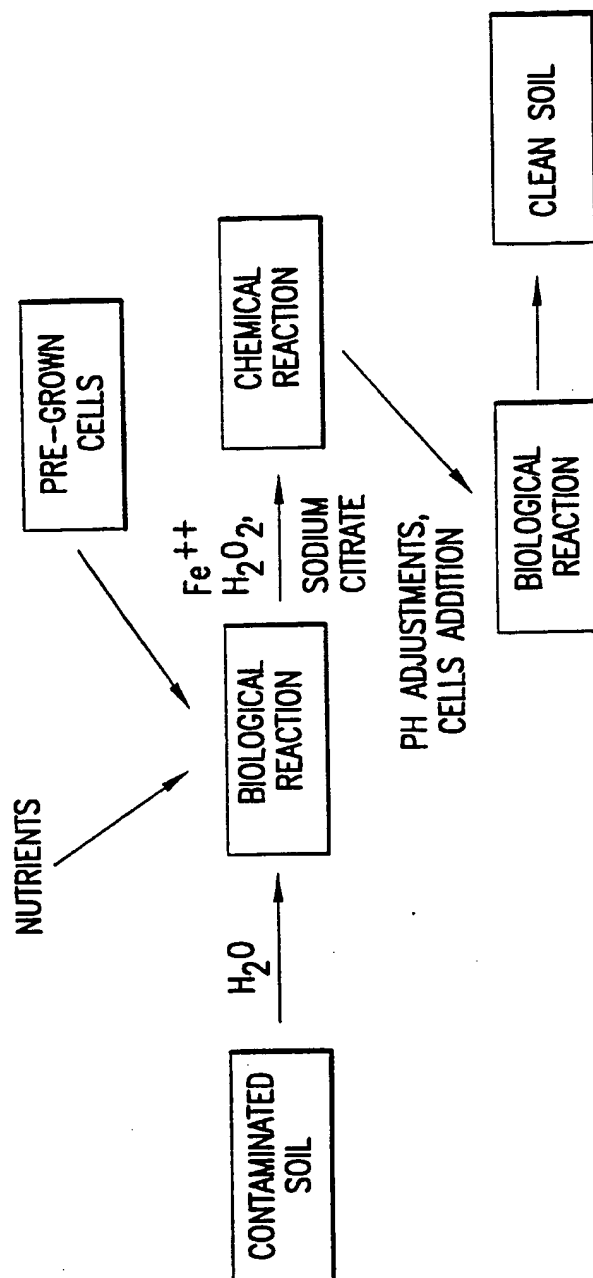 NUTRIENTS
PRE-GROWN
CELLS
CONTAMINATED
SOIL
H2O
BIOLOGICAL
REACTION
Fe++
H2O2,
SODIUM
CITRATE
CHEMICAL
REACTION
PH ADJUSTMENTS,
CELLS ADDITION
BIOLOGICAL
REACTION
CLEAN SOIL